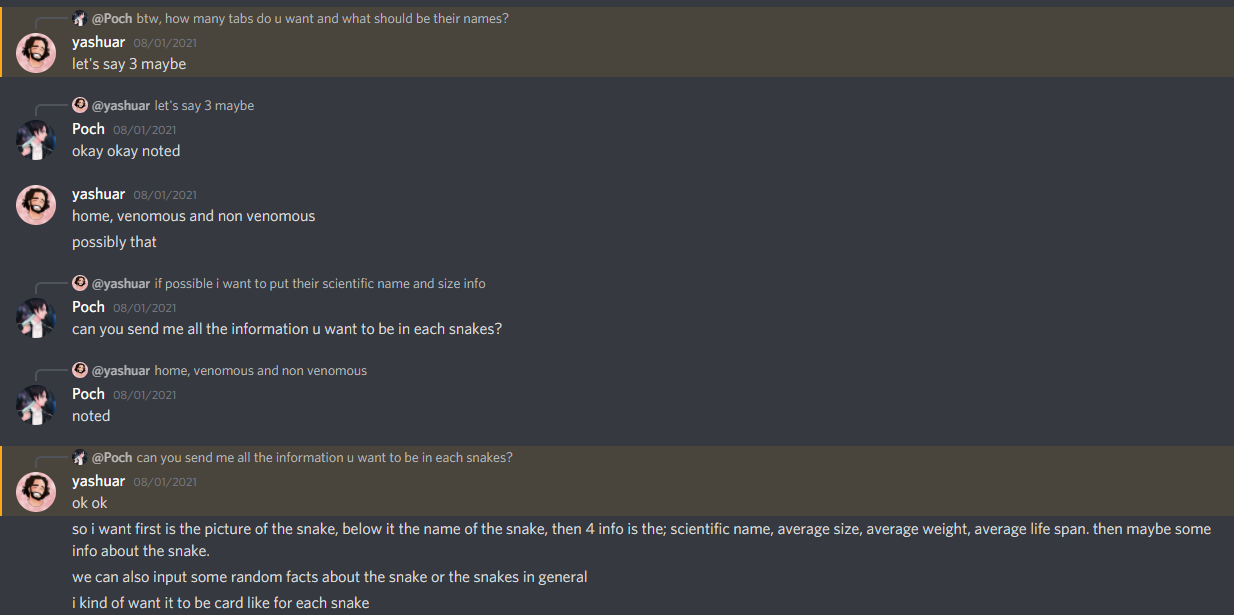 @Poch btw, how many tabs do u want and what should be their names?
yashuar 08/01/2021
let's say 3 maybe
@yashuar let's say 3 maybe
Poch 08/01/2021
okay okay noted
yashuar 08/01/2021
home, venomous and non venomous
possibly that
@yashuar if possible i want to put their scientific name and size info
Poch 08/01/2021
can you send me all the information u want to be in each snakes?
@yashuar home, venomous and non venomous
Poch 08/01/2021
noted
@Poch can you send me all the information u want to be in each snakes?
yashuar 08/01/2021
ok ok
so i want first is the picture of the snake, below it the name of the snake, then 4 info is the; scientific name, average size, average weight, average life span. then maybe some
info about the snake.
we can also input some random facts about the snake or the snakes in general
i kind of want it to be card like for each snake